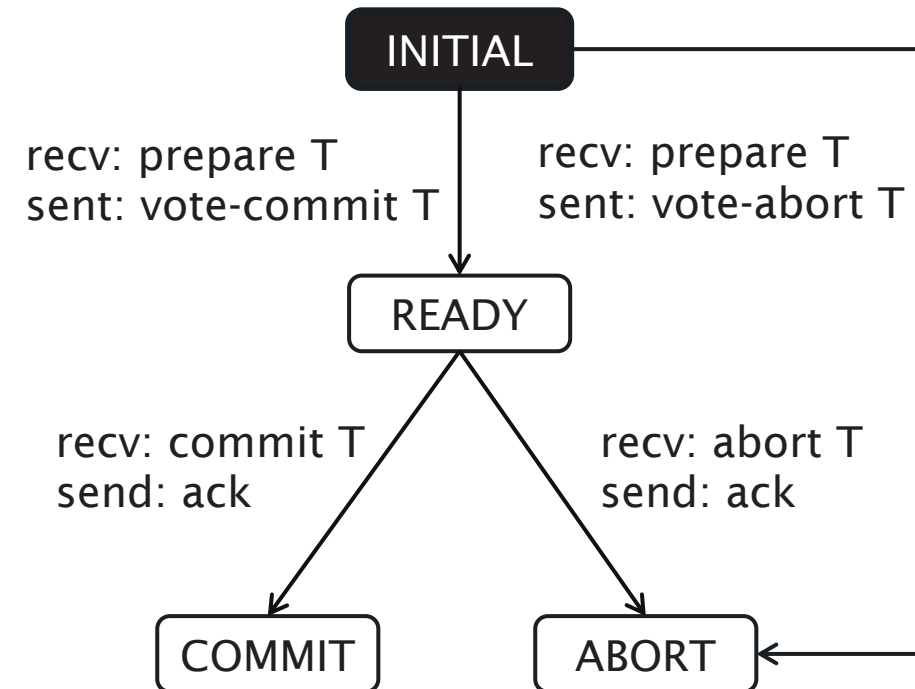 INITIAL
recv: prepare T
sent: vote-commit T
recv: prepare T
sent: vote-abort T
READY
recv: commit T
send: ack
recv: abort T
send: ack
COMMIT
ABORT